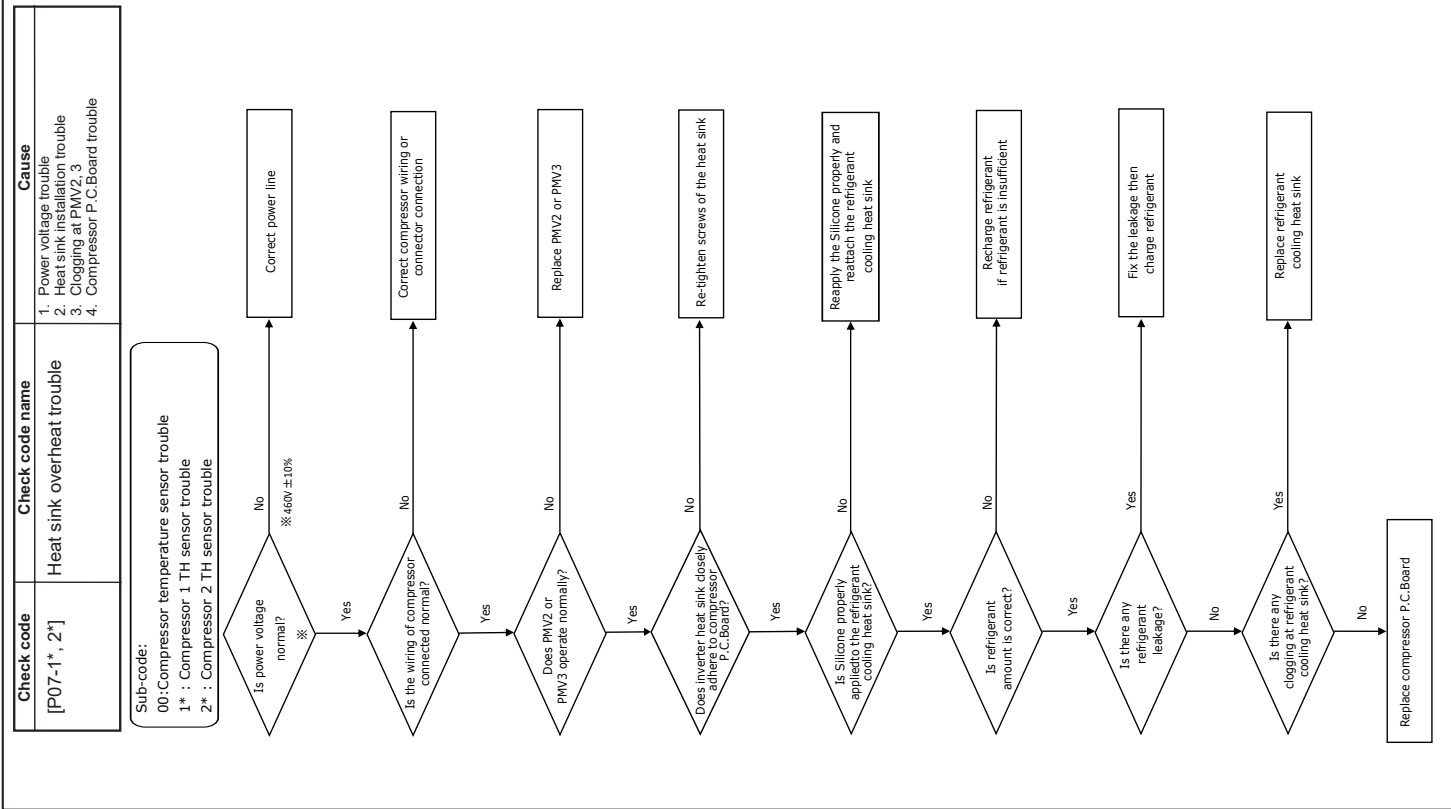 Check code
Check code name
Cause
[P07-1*, 2*]
Heat sink overheat trouble
1. Power voltage trouble
2. Heat sink installation trouble
3. Clogging at PMV2, 3
4. Compressor P.C.Board trouble
Sub-code:
00:Compressor temperature sensor trouble
1* : Compressor 1 TH sensor trouble
2* : Compressor 2 TH sensor trouble
Is power voltage
normal?
※
No
※460V±10%
Correct power line
Yes
Is the wiring of compressor
connected normal?
No
Correct compressor wiring or
connector connection
Yes
Does PMV2 or
PMV3 operate normally?
No
Replace PMV2 or PMV3
Yes
Does inverter heat sink closely
adhere to compressor
P.C.Board?
No
Re-tighten screws of the heat sink
Yes
Is Silicone properly
appliedto the refrigerant
cooling heat sink?
No
Reapply the Silicone properly and
reattach the refrigerant
cooling heat sink
Yes
Is refrigerant
amount is correct?
No
Recharge refrigerant
if refrigerant is insufficient
Yes
Is there any
refrigerant
leakage?
Yes
Fix the leakage then
charge refrigerant
No
Is there any
clogging at refrigerant
cooling heat sink?
Yes
Replace refrigerant
cooling heat sink
No
Replace compressor P.C.Board